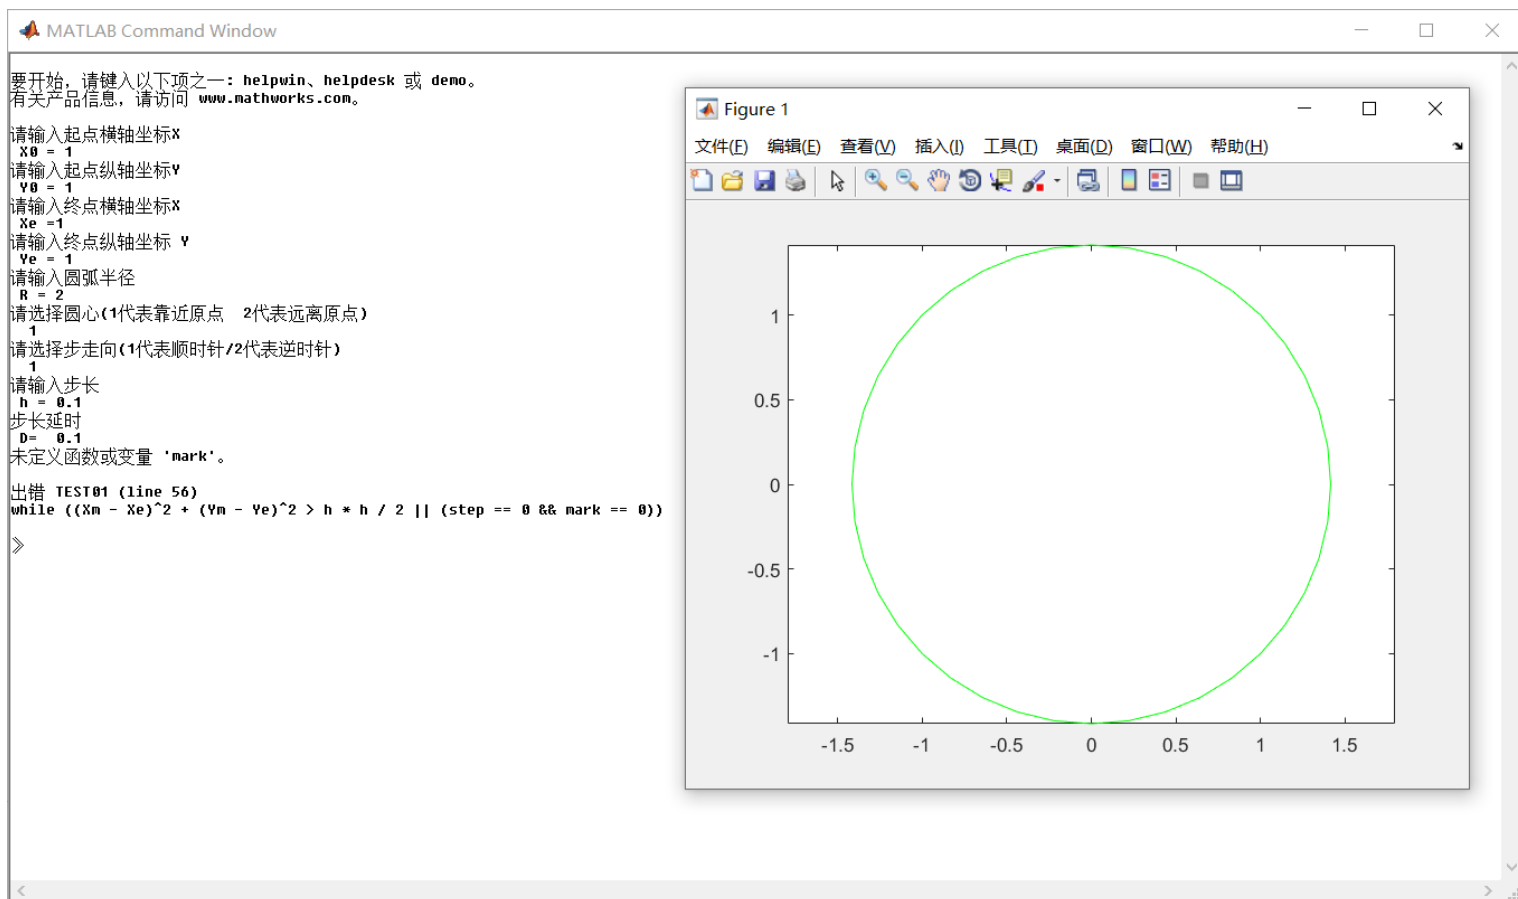 MATLAB Command Window
要开始，请键入以下项之一: helpwin、helpdesk 或 demo。
有关产品信息，请访问 www.mathworks.com。
请输入起点横轴坐标X
X0 = 1
请输入起点纵轴坐标Y
Y0 = 1
请输入终点横轴坐标X
Xe =1
请输入终点纵轴坐标 Y
Ye = 1
请输入圆弧半径
R = 2
请选择圆心(1代表靠近原点  2代表远离原点)
1
请选择步走向(1代表顺时针/2代表逆时针)
1
请输入步长
h = 0.1
步长延时
D=  0.1
未定义函数或变量 'mark'。
出错 TEST01 (line 56)
while ((Xm - Xe)^2 + (Ym - Ye)^2 > h * h / 2 || (step == 0 && mark == 0))
Figure 1
文件(F) 编辑(E) 查看(V) 插入(I) 工具(T) 桌面(D) 窗口(W) 帮助(H)
1
0.5
0
-0.5
-1
-1.5 -1 -0.5 0 0.5 1 1.5